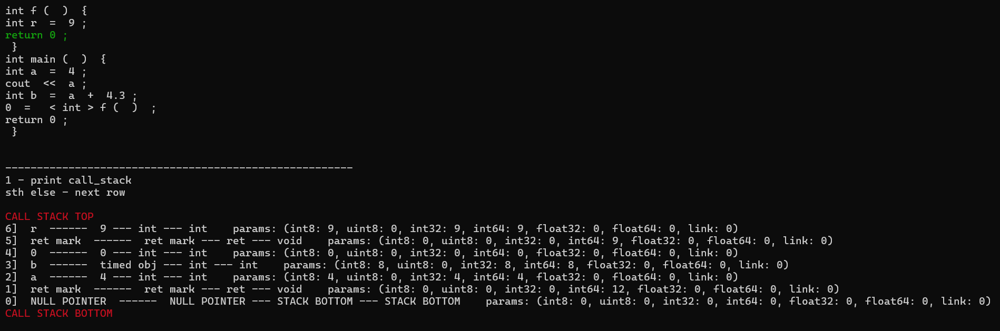 int f (  )  {
int r  =  9 ;
return 0 ;
 }
int main (  )  {
int a  =  4 ;
cout  <<  a ;
int b  =  a  +  4.3 ;
0  =   < int > f (  )  ;
return 0 ;
 }
-------------------------------------------------------
1 - print call_stack
sth else - next row
CALL STACK TOP
6]  r  ------  9 --- int --- int    params: (int8: 9, uint8: 0, int32: 9, int64: 9, float32: 0, float64: 0, link: 0)
5]  ret mark  ------  ret mark --- ret --- void    params: (int8: 0, uint8: 0, int32: 0, int64: 9, float32: 0, float64: 0, link: 0)
4]  0  ------  0 --- int --- int    params: (int8: 0, uint8: 0, int32: 0, int64: 0, float32: 0, float64: 0, link: 0)
3]  b  ------  timed obj --- int --- int    params: (int8: 8, uint8: 0, int32: 8, int64: 8, float32: 0, float64: 0, link: 0)
2]  a  ------  4 --- int --- int    params: (int8: 4, uint8: 0, int32: 4, int64: 4, float32: 0, float64: 0, link: 0)
1]  ret mark  ------  ret mark --- ret --- void    params: (int8: 0, uint8: 0, int32: 0, int64: 12, float32: 0, float64: 0, link: 0)
0]  NULL POINTER  ------  NULL POINTER --- STACK BOTTOM --- STACK BOTTOM    params: (int8: 0, uint8: 0, int32: 0, int64: 0, float32: 0, float64: 0, link: 0)
CALL STACK BOTTOM